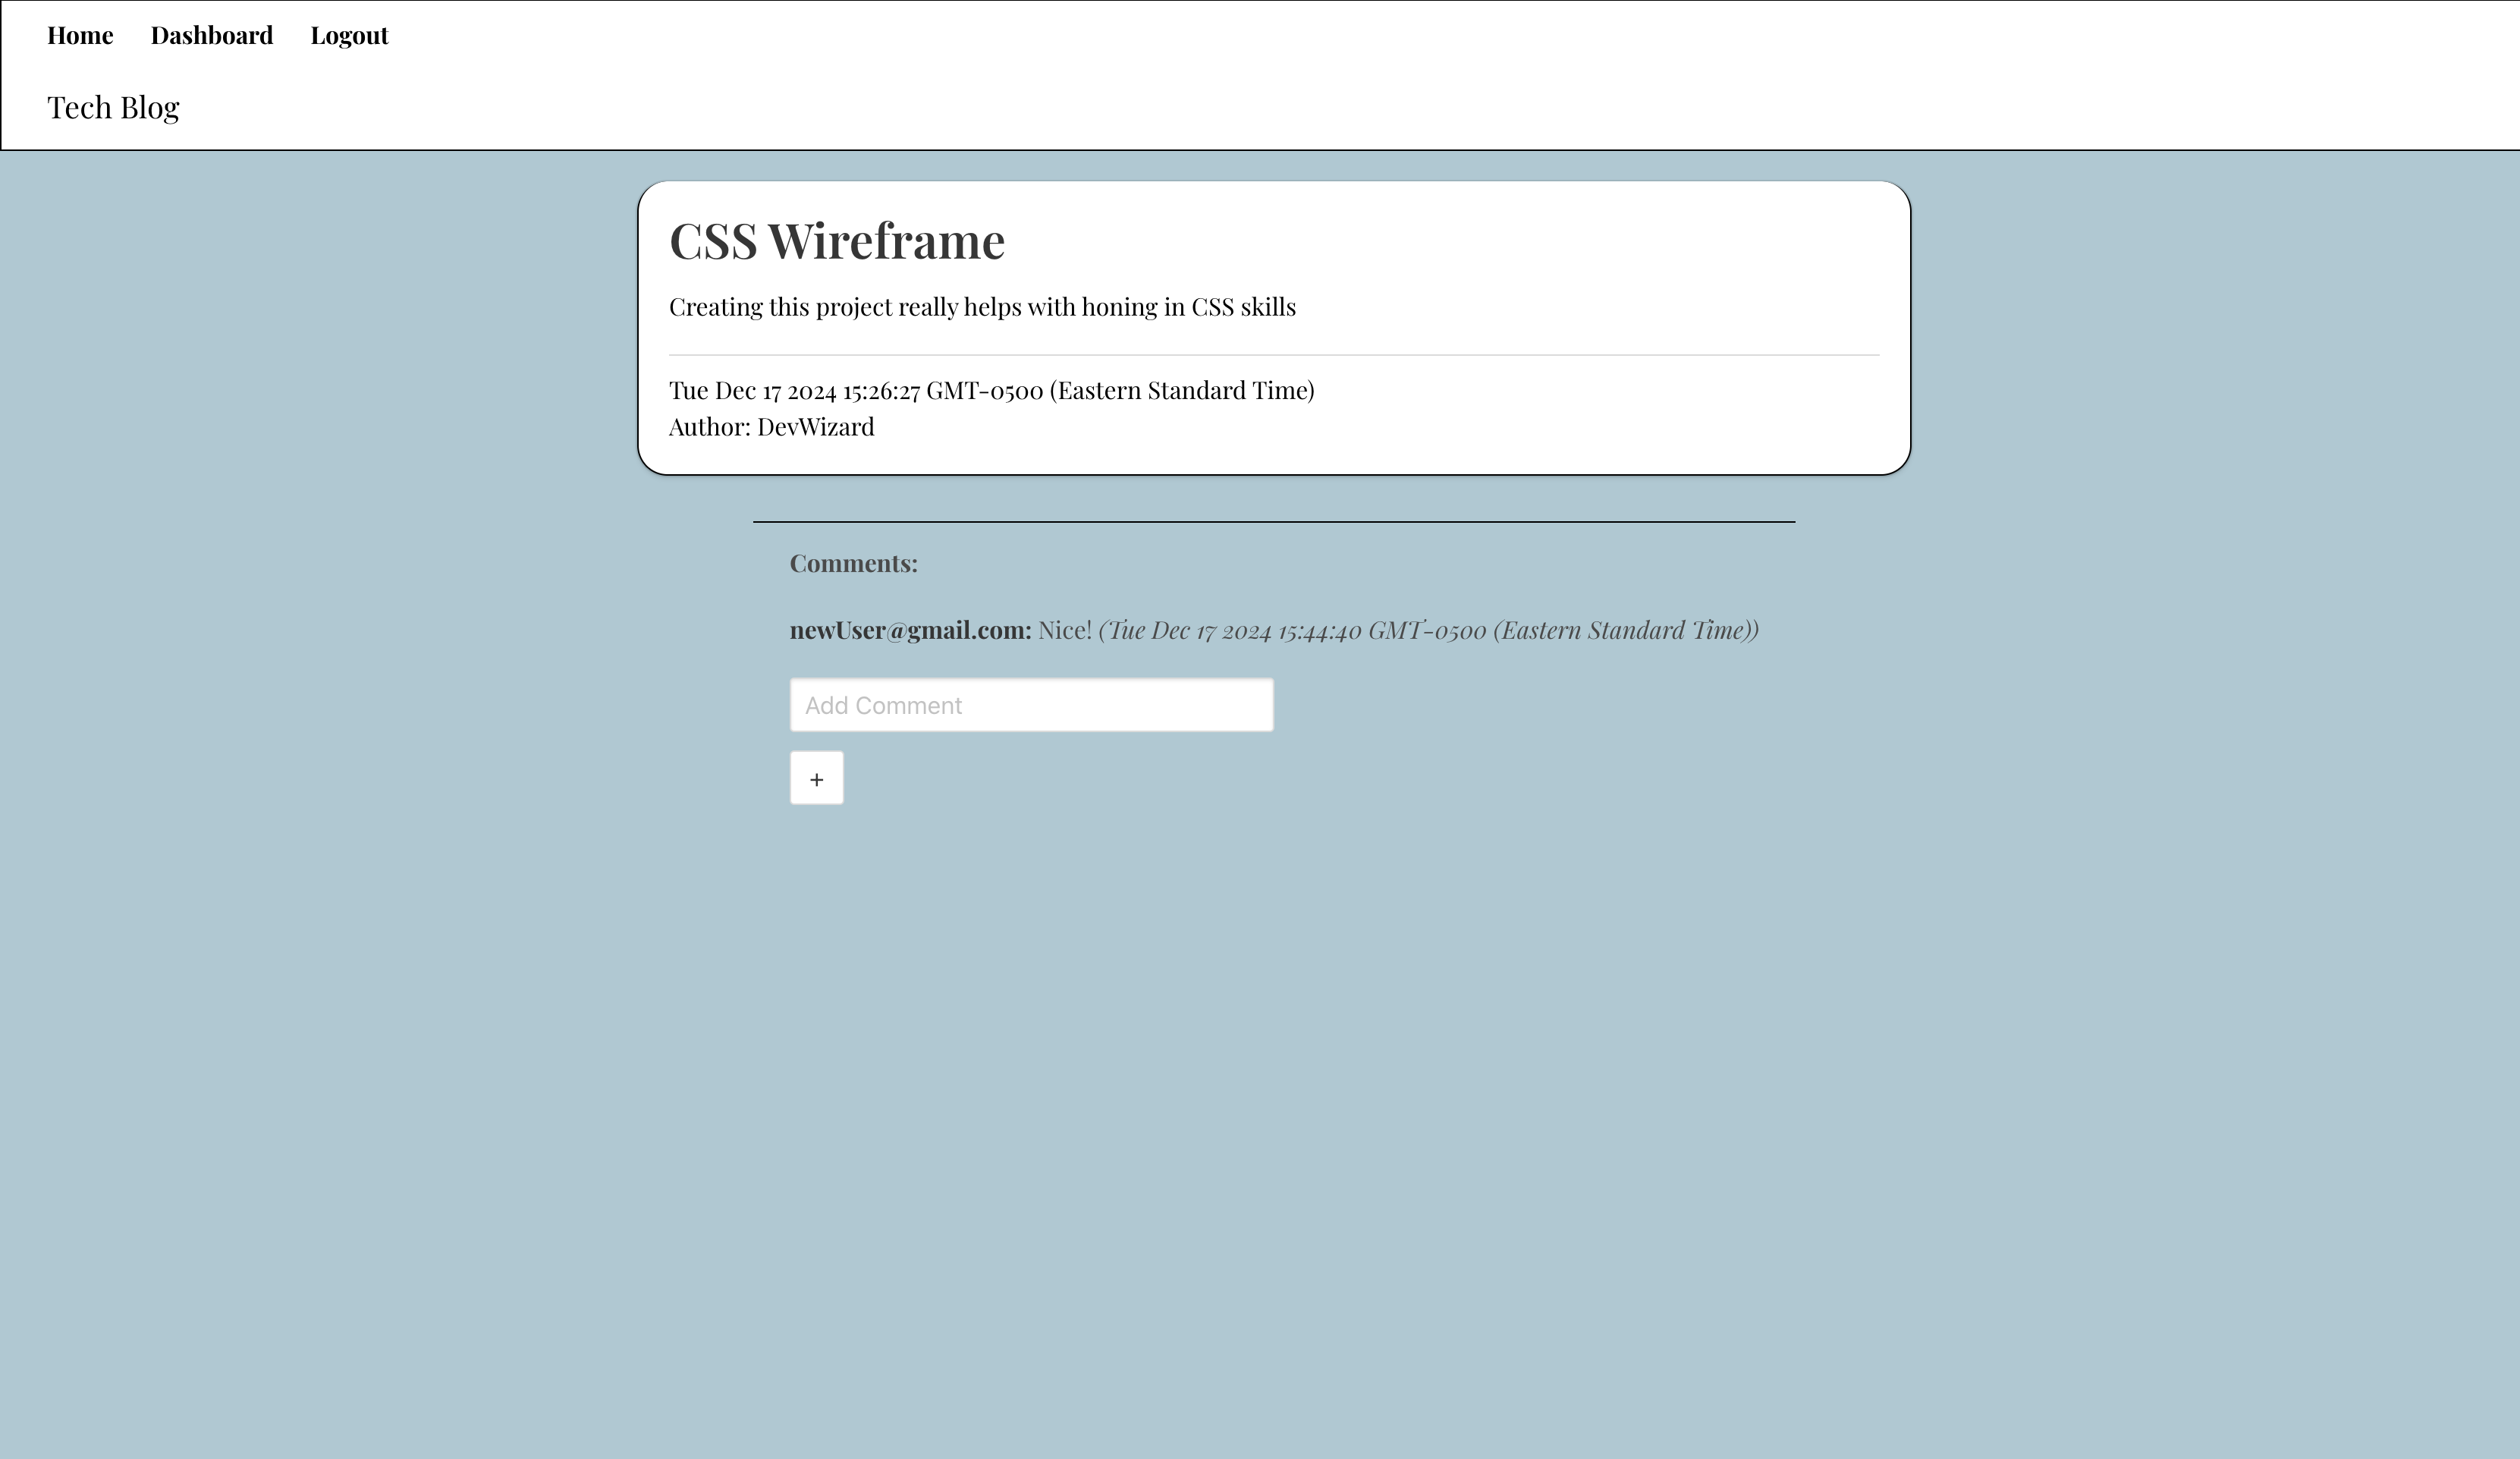 Home Dashboard Logout
Tech Blog
CSS Wireframe
Creating this project really helps with honing in CSS skills
Tue Dec 17 2024 15:26:27 GMT-0500 (Eastern Standard Time)
Author: DevWizard
Comments:
newUser@gmail.com: Nice! (Tue Dec 17 2024 15:44:40 GMT-0500 (Eastern Standard Time))
Add Comment
+